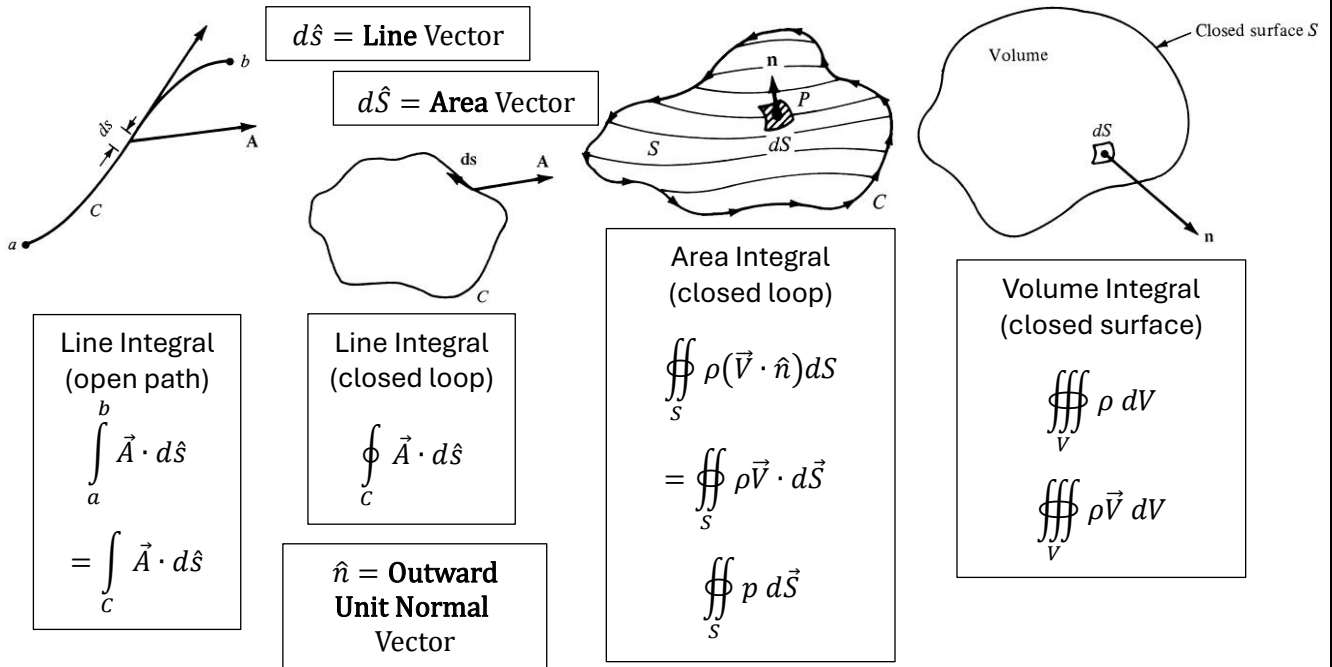 dŝ = Line Vector
dŜ = Area Vector
a
b
C
ds
A
ds
A
C
n
P
dS
S
C
Volume
Closed surface S
dS
n
Line Integral
(open path)
∫ₐᵇ A⃗ · dŝ
= ∫_C A⃗ · dŝ
Line Integral
(closed loop)
∮_C A⃗ · dŝ
n̂ = Outward
Unit Normal
Vector
Area Integral
(closed loop)
∯_S ρ(V⃗ · n̂)dS
= ∯_S ρV⃗ · dS⃗
∯_S p dS⃗
Volume Integral
(closed surface)
∰_V ρ dV
∰_V ρV⃗ dV